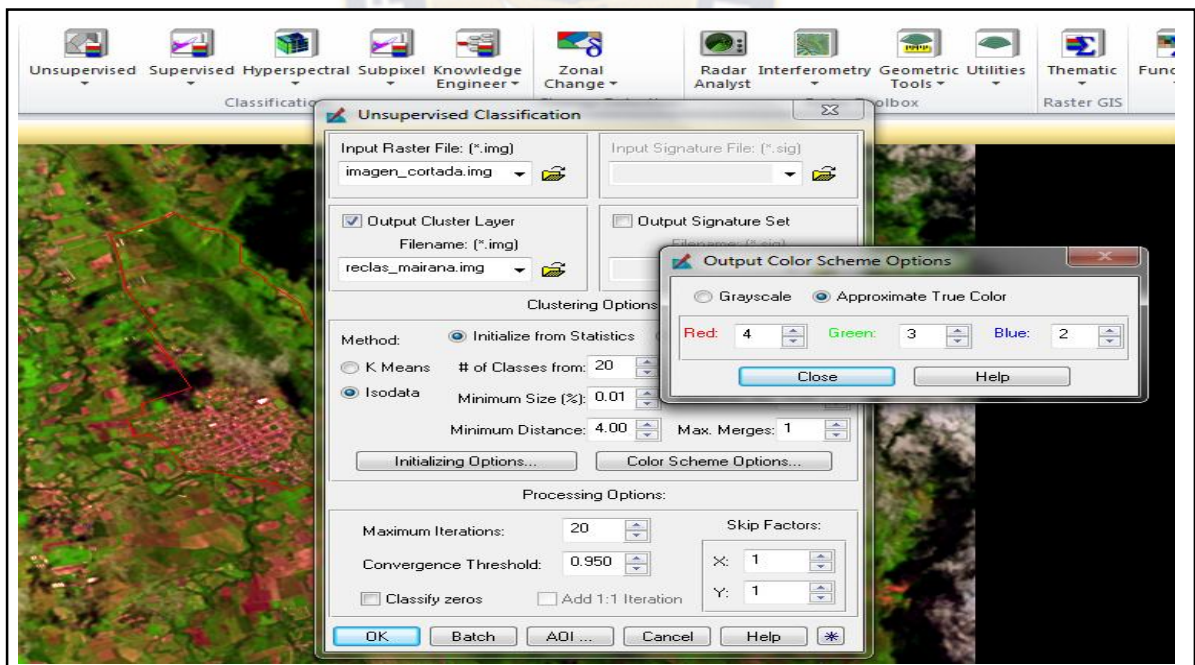 Unsupervised Supervised Hyperspectral Subpixel Knowledge Engineer Zonal Change Radar Analyst Interferometry Geometric Tools Utilities Thematic
Raster GIS
Unsupervised Classification
Input Raster File: (*.img)
Input Signature File: (*.sig)
imagen_cortada.img
Output Cluster Layer
Output Signature Set
Filename: (*.img)
reclas_mairana.img
Output Color Scheme Options
Grayscale
Approximate True Color
Red: 4 Green: 3 Blue: 2
Close Help
Clustering Options
Method: Initialize from Statistics
K Means # of Classes from: 20
Isodata Minimum Size (%): 0.01
Minimum Distance: 4.00 Max. Merges: 1
Initializing Options... Color Scheme Options...
Processing Options:
Maximum Iterations: 20 Skip Factors:
Convergence Threshold: 0.950 X: 1
Classify zeros Add 1:1 Iteration Y: 1
OK Batch AOI ... Cancel Help *